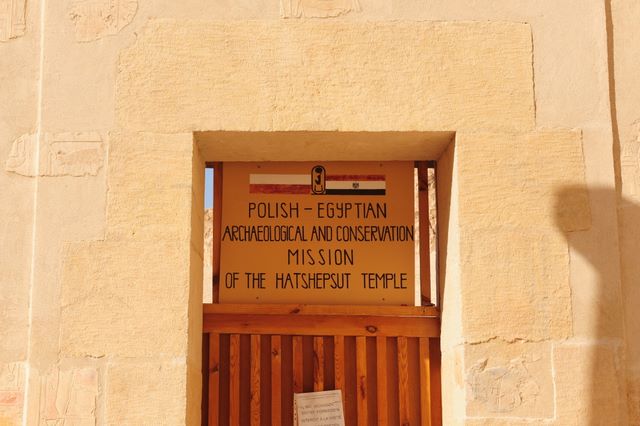 POLISH - EGYPTIAN
ARCHAEOLOGICAL AND CONSERVATION
MISSION
OF THE HATSHEPSUT TEMPLE